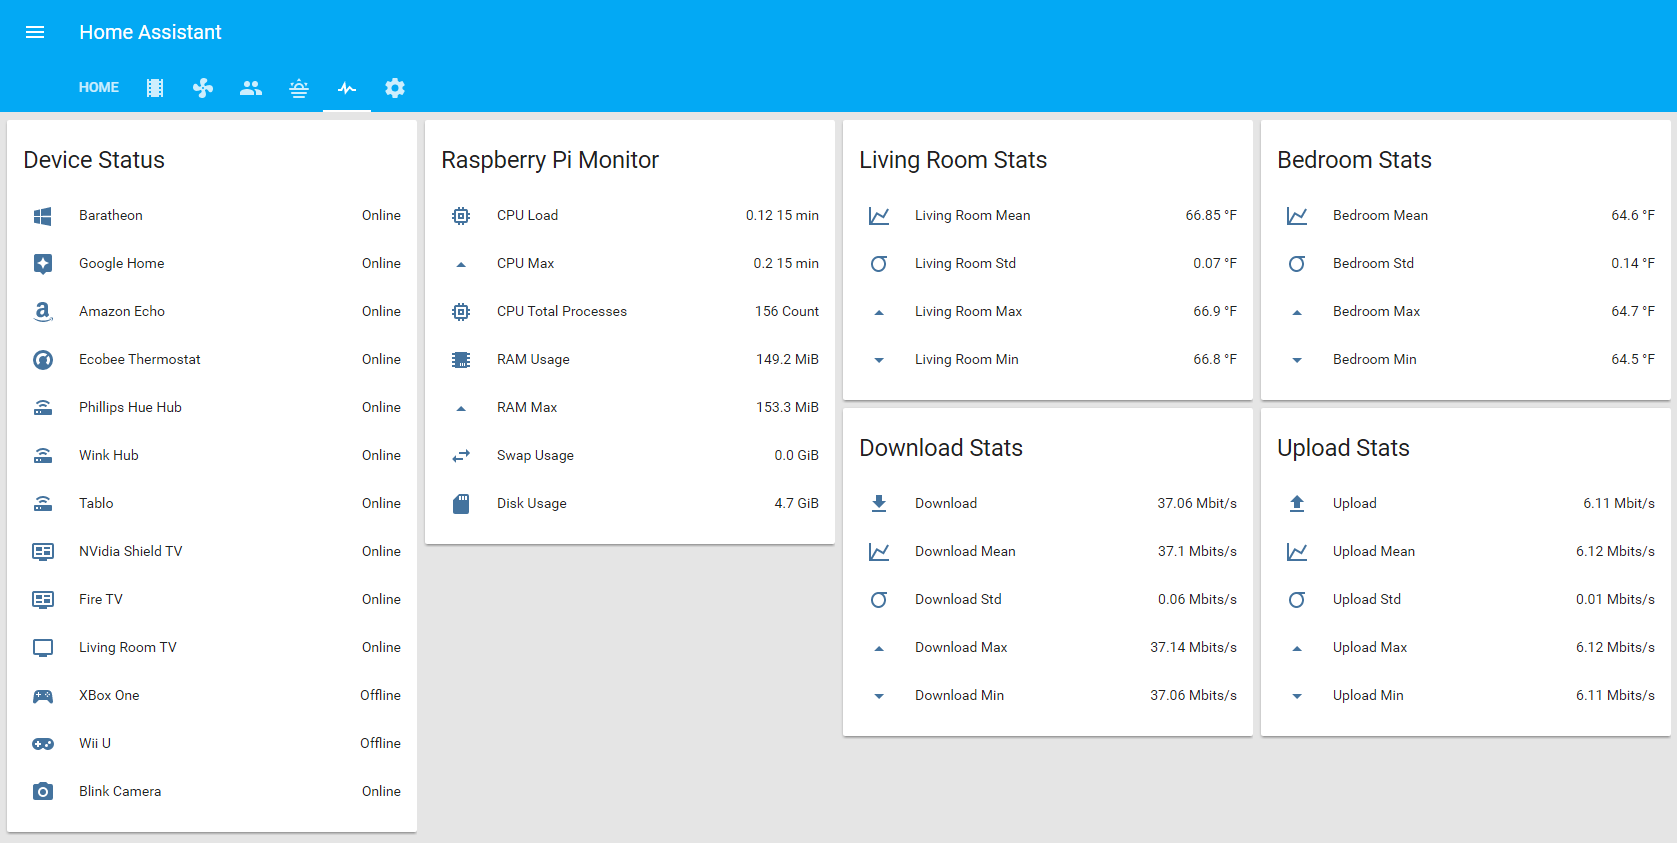 Home Assistant
HOME
Device Status
Baratheon Online
Google Home Online
Amazon Echo Online
Ecobee Thermostat Online
Phillips Hue Hub Online
Wink Hub Online
Tablo Online
NVidia Shield TV Online
Fire TV Online
Living Room TV Online
XBox One Offline
Wii U Offline
Blink Camera Online
Raspberry Pi Monitor
CPU Load 0.12 15 min
CPU Max 0.2 15 min
CPU Total Processes 156 Count
RAM Usage 149.2 MiB
RAM Max 153.3 MiB
Swap Usage 0.0 GiB
Disk Usage 4.7 GiB
Living Room Stats
Living Room Mean 66.85 °F
Living Room Std 0.07 °F
Living Room Max 66.9 °F
Living Room Min 66.8 °F
Download Stats
Download 37.06 Mbit/s
Download Mean 37.1 Mbits/s
Download Std 0.06 Mbits/s
Download Max 37.14 Mbits/s
Download Min 37.06 Mbits/s
Bedroom Stats
Bedroom Mean 64.6 °F
Bedroom Std 0.14 °F
Bedroom Max 64.7 °F
Bedroom Min 64.5 °F
Upload Stats
Upload 6.11 Mbit/s
Upload Mean 6.12 Mbits/s
Upload Std 0.01 Mbits/s
Upload Max 6.12 Mbits/s
Upload Min 6.11 Mbits/s